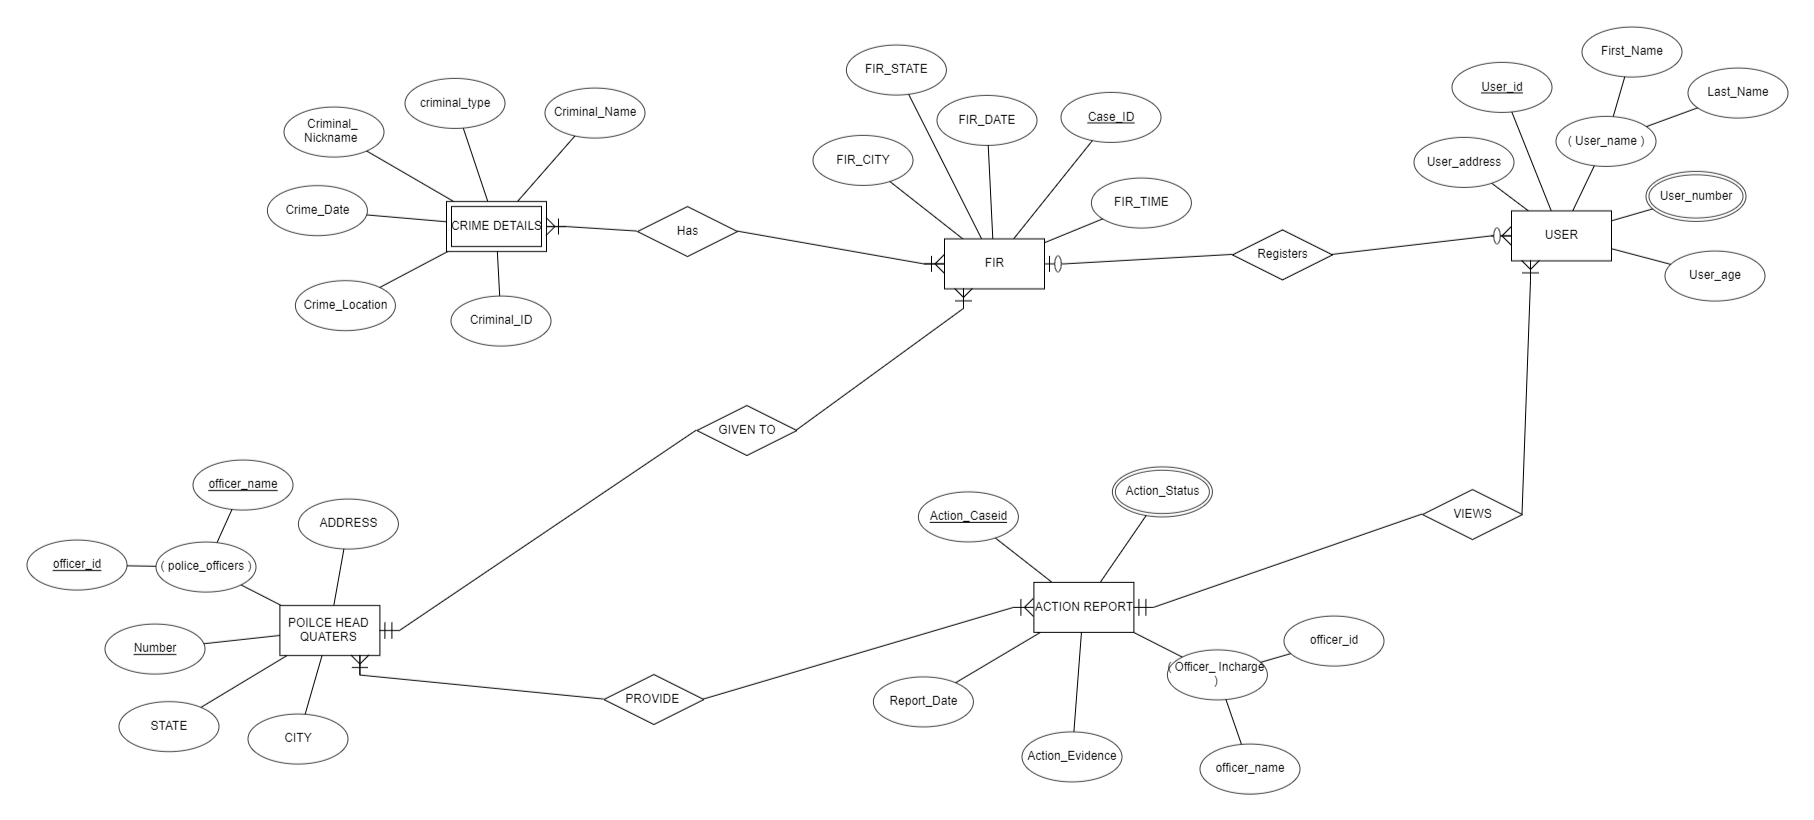 First_Name
FIR_STATE
User_id
Last_Name
criminal_type
Criminal_Name
FIR_DATE
Case_ID
Criminal_
Nickname
( User_name )
FIR_CITY
User_address
User_number
FIR_TIME
Crime_Date
CRIME DETAILS
Has
USER
Registers
FIR
User_age
Crime_Location
Criminal_ID
GIVEN TO
officer_name
Action_Status
ADDRESS
Action_Caseid
VIEWS
officer_id
( police_officers )
ACTION REPORT
POILCE HEAD
QUATERS
Number
officer_id
( Officer_ Incharge
)
PROVIDE
Report_Date
STATE
CITY
Action_Evidence
officer_name